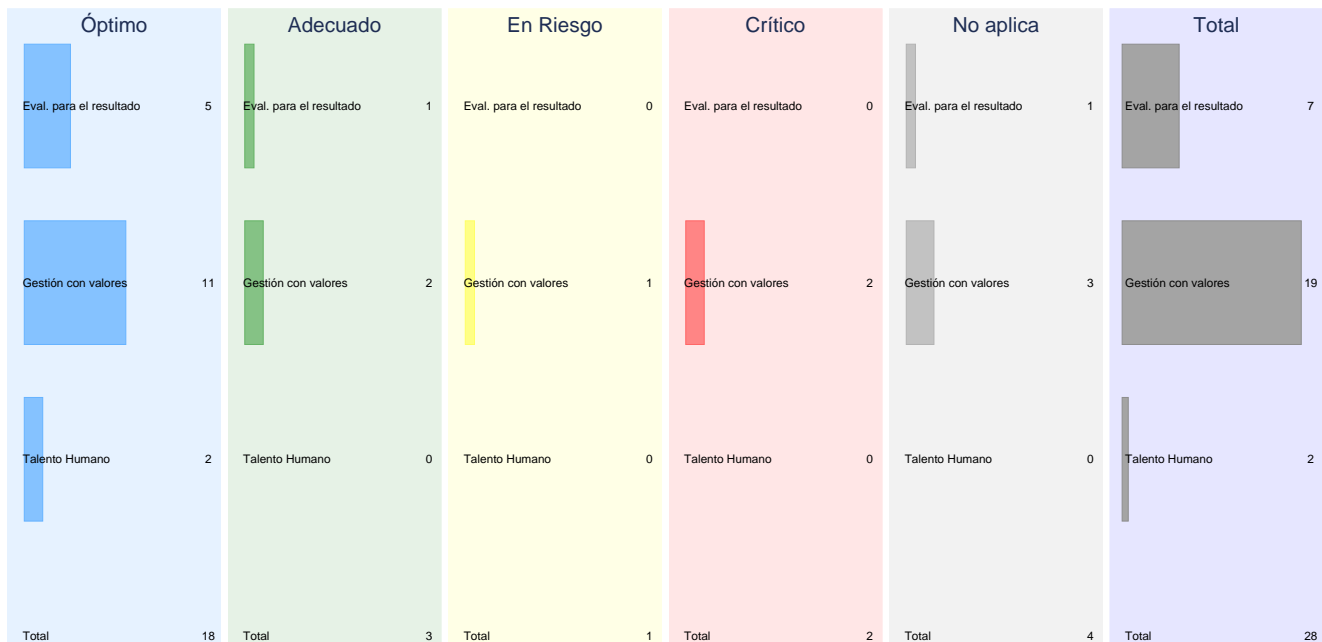 Óptimo Adecuado En Riesgo Crítico No aplica Total
Eval. para el resultado 5 Eval. para el resultado 1 Eval. para el resultado 0 Eval. para el resultado 0 Eval. para el resultado 1 Eval. para el resultado 7
Gestión con valores 11 Gestión con valores 2 Gestión con valores 1 Gestión con valores 2 Gestión con valores 3 Gestión con valores 19
Talento Humano 2 Talento Humano 0 Talento Humano 0 Talento Humano 0 Talento Humano 0 Talento Humano 2
Total 18 Total 3 Total 1 Total 2 Total 4 Total 28